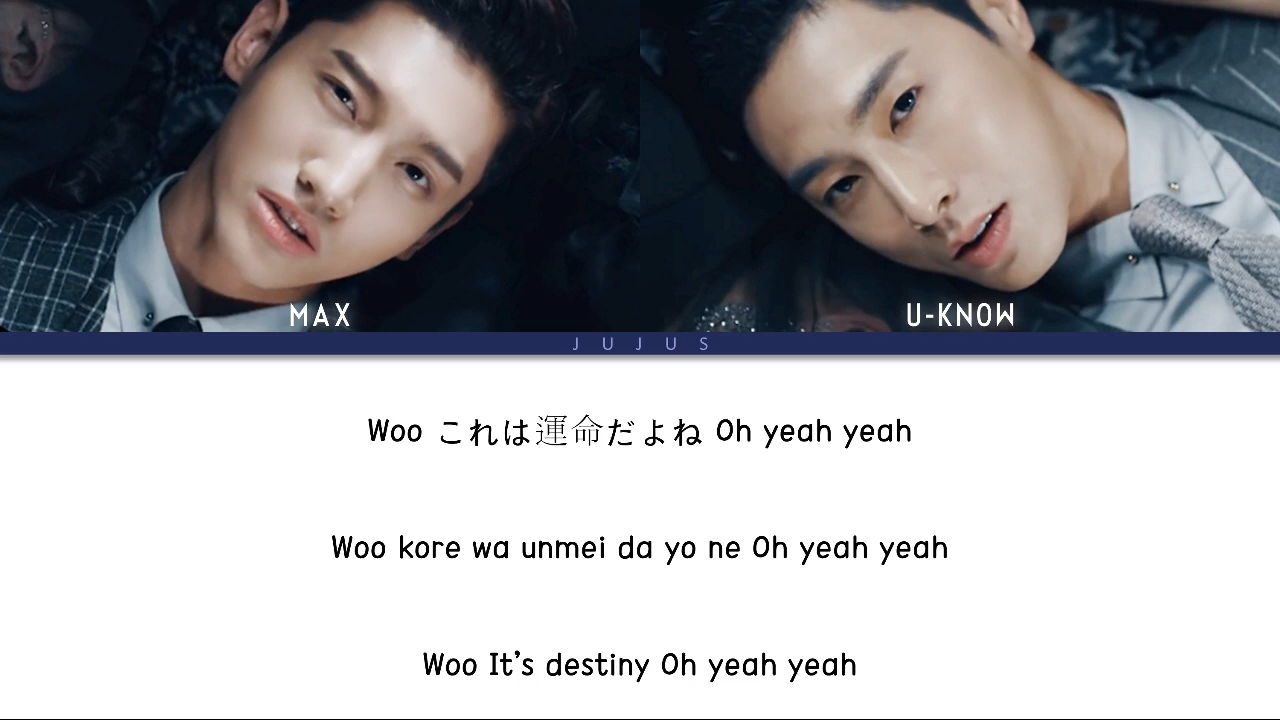 MAX
U-KNOW
JUJUS
Woo これは運命だよね Oh yeah yeah
Woo kore wa unmei da yo ne Oh yeah yeah
Woo It's destiny Oh yeah yeah